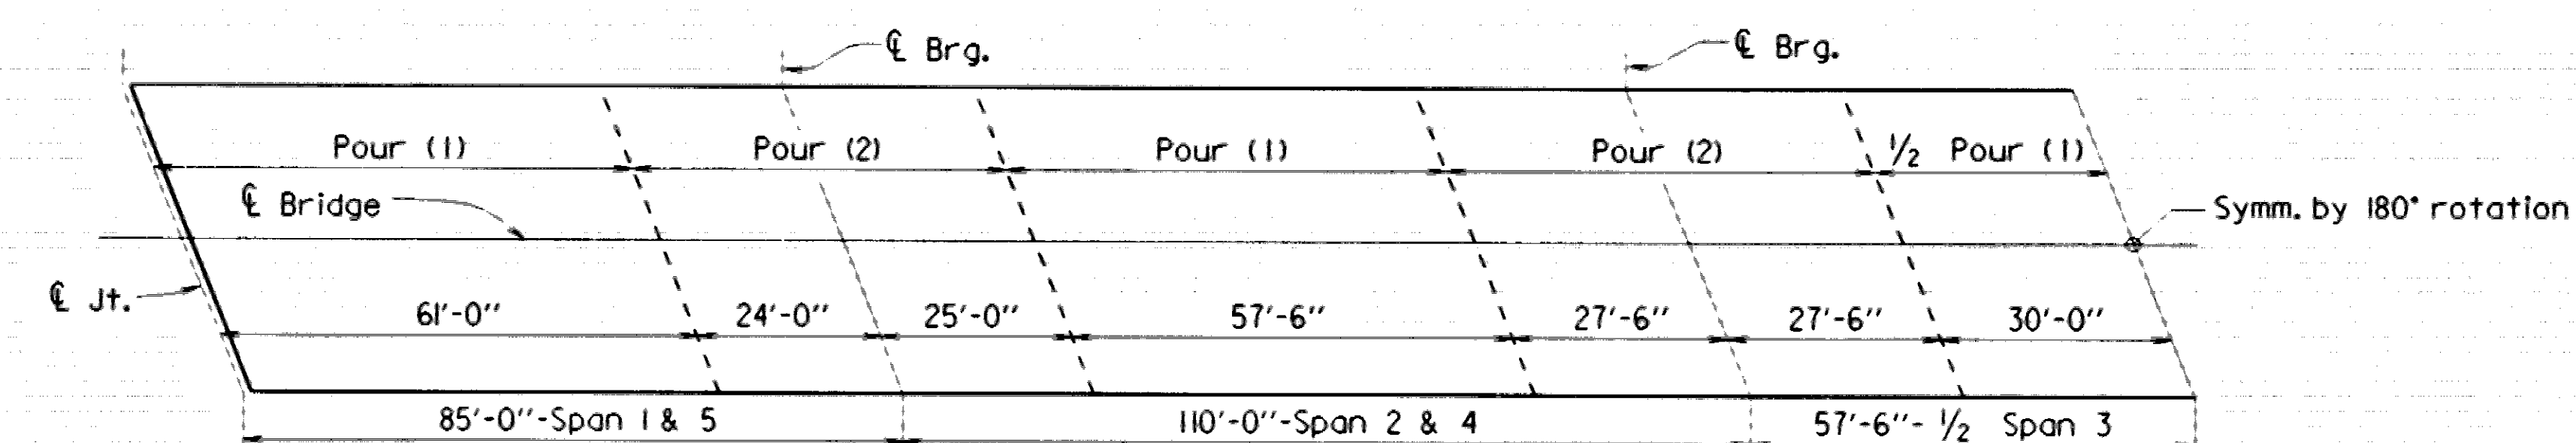 ℄ Brg. ℄ Brg.
Pour (1) Pour (2) Pour (1) Pour (2) ½ Pour (1)
℄ Bridge Symm. by 180° rotation
℄ Jt. 61'-0" 24'-0" 25'-0" 57'-6" 27'-6" 27'-6" 30'-0"
85'-0"-Span 1 & 5 110'-0"-Span 2 & 4 57'-6"- ½ Span 3